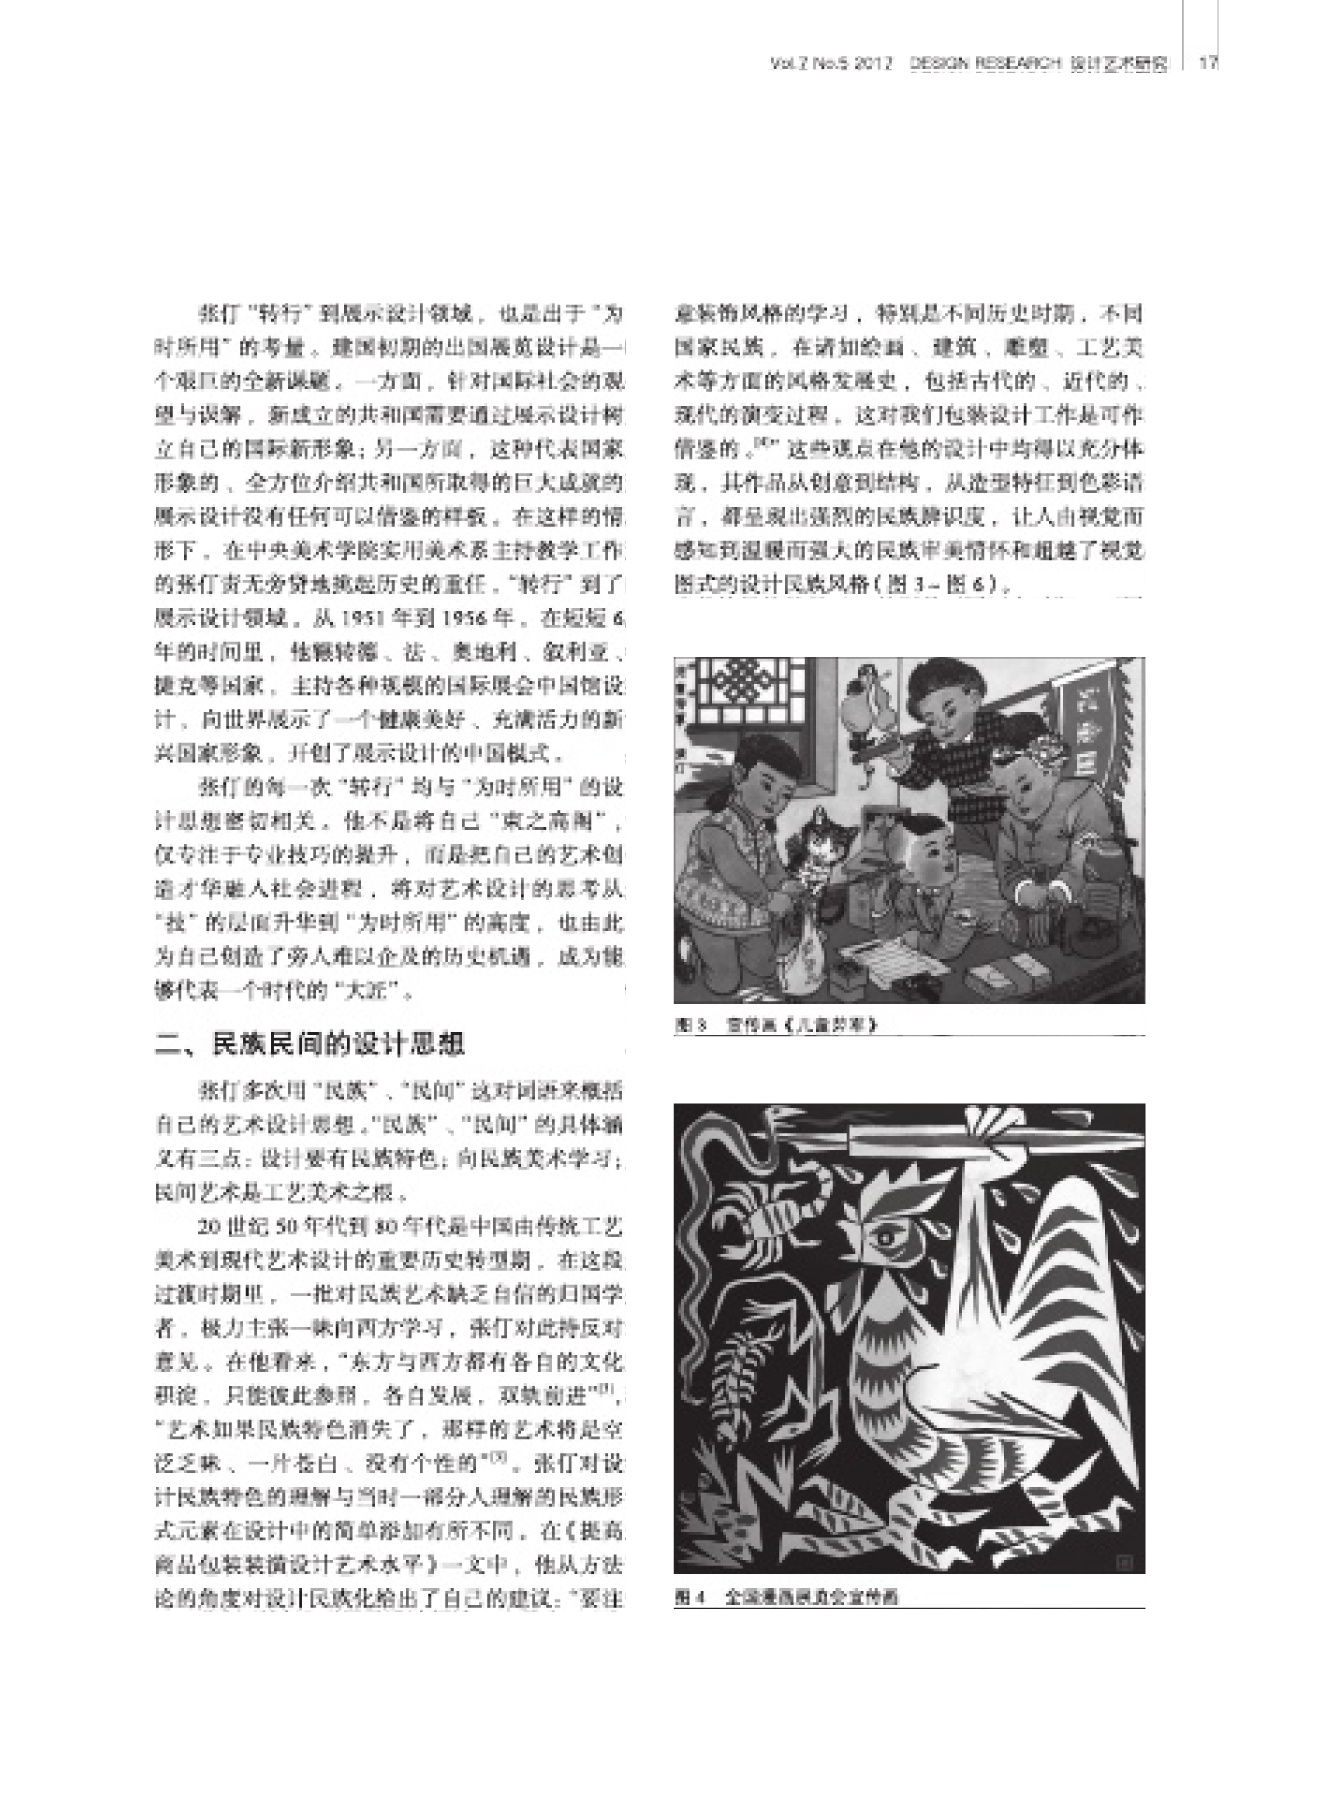 Vol.7 No.5 2017 DESIGN RESEARCH 设计艺术研究 17
张仃“转行”到展示设计领域，也是出于“为
时所用”的考量。建国初期的出国展览设计是一
个艰巨的全新课题。一方面，针对国际社会的观
望与误解，新成立的共和国需要通过展示设计树
立自己的国际新形象；另一方面，这种代表国家
形象的、全方位介绍共和国所取得的巨大成就的
展示设计没有任何可以借鉴的样板。在这样的情
形下，在中央美术学院实用美术系主持教学工作
的张仃责无旁贷地挑起历史的重任，“转行”到了
展示设计领域。从 1951 年到 1956 年，在短短 6
年的时间里，他辗转德、法、奥地利、叙利亚、
捷克等国家，主持各种规模的国际展会中国馆设
计，向世界展示了一个健康美好、充满活力的新
兴国家形象，开创了展示设计的中国模式。
张仃的每一次“转行”均与“为时所用”的设
计思想密切相关。他不是将自己“束之高阁”，
仅专注于专业技巧的提升，而是把自己的艺术创
造才华融入社会进程，将对艺术设计的思考从
“技”的层面升华到“为时所用”的高度，也由此
为自己创造了旁人难以企及的历史机遇，成为能
够代表一个时代的“大匠”。
二、民族民间的设计思想
张仃多次用“民族”、“民间”这对词语来概括
自己的艺术设计思想。“民族”、“民间”的具体涵
义有三点：设计要有民族特色；向民族美术学习；
民间艺术是工艺美术之根。
20 世纪 50 年代到 80 年代是中国由传统工艺
美术到现代艺术设计的重要历史转型期，在这段
过渡时期里，一批对民族艺术缺乏自信的归国学
者，极力主张一味向西方学习，张仃对此持反对
意见。在他看来，“东方与西方都有各自的文化
积淀，只能彼此参照，各自发展，双轨前进”[3]，
“艺术如果民族特色消失了，那样的艺术将是空
泛乏味、一片苍白、没有个性的”[3]。张仃对设
计民族特色的理解与当时一部分人理解的民族形
式元素在设计中的简单添加有所不同，在《提高
商品包装装潢设计艺术水平》一文中，他从方法
论的角度对设计民族化给出了自己的建议：“要注
意装饰风格的学习，特别是不同历史时期，不同
国家民族，在诸如绘画、建筑、雕塑、工艺美
术等方面的风格发展史，包括古代的、近代的、
现代的演变过程。这对我们包装设计工作是可作
借鉴的。[4]”这些观点在他的设计中均得以充分体
现，其作品从创意到结构，从造型特征到色彩语
言，都呈现出强烈的民族辨识度，让人由视觉而
感知到温暖而强大的民族审美情怀和超越了视觉
图式的设计民族风格（图 3－图 6）。
图 3 宣传画《儿童劳军》
图 4 全国漫画展览会宣传画